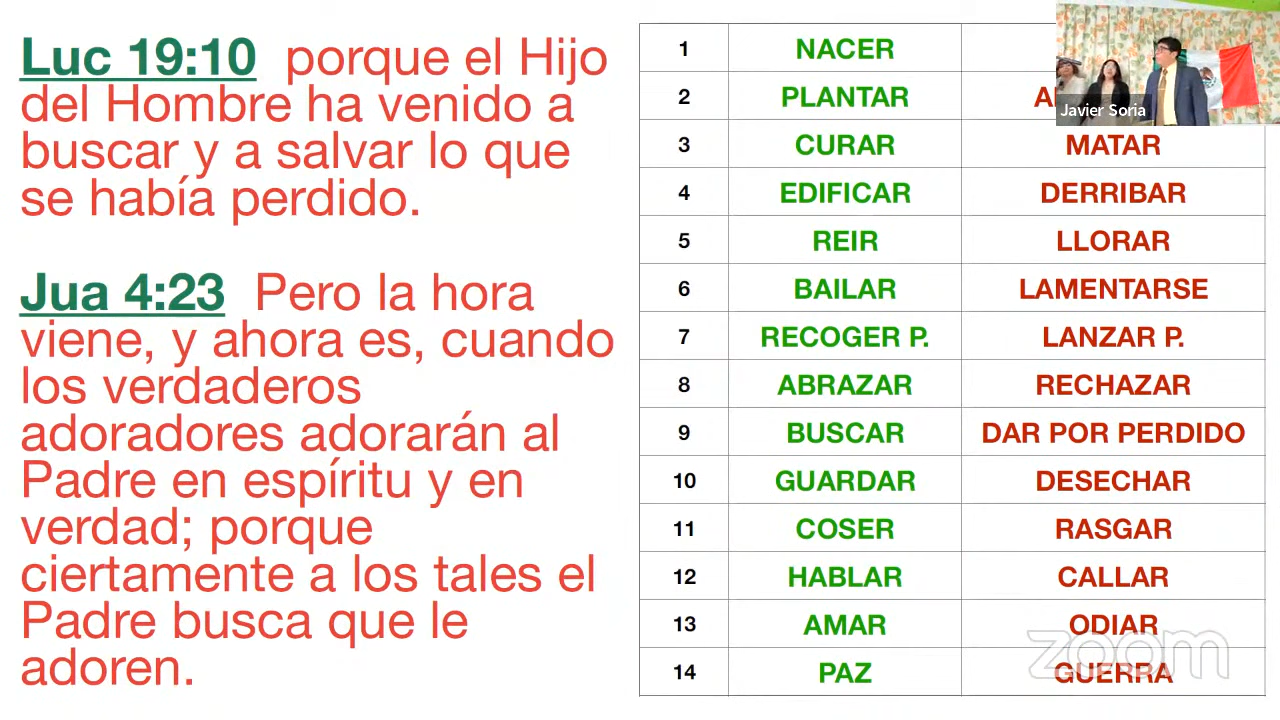 Luc 19:10 porque el Hijo
del Hombre ha venido a
buscar y a salvar lo que
se había perdido.
Jua 4:23 Pero la hora
viene, y ahora es, cuando
los verdaderos
adoradores adorarán al
Padre en espíritu y en
verdad; porque
ciertamente a los tales el
Padre busca que le
adoren.
1 NACER
2 PLANTAR
3 CURAR MATAR
4 EDIFICAR DERRIBAR
5 REIR LLORAR
6 BAILAR LAMENTARSE
7 RECOGER P. LANZAR P.
8 ABRAZAR RECHAZAR
9 BUSCAR DAR POR PERDIDO
10 GUARDAR DESECHAR
11 COSER RASGAR
12 HABLAR CALLAR
13 AMAR ODIAR
14 PAZ GUERRA
Javier Soria
zoom